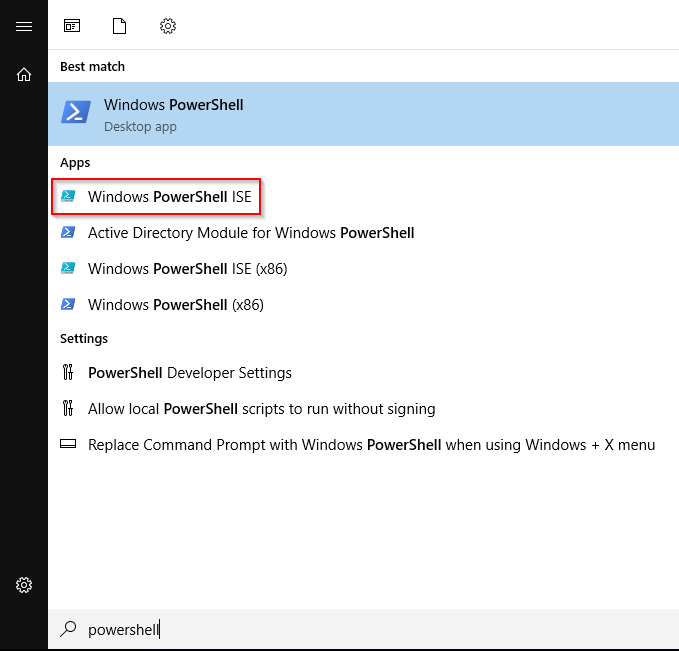 Best match
Windows PowerShell
Desktop app
Apps
Windows PowerShell ISE
Active Directory Module for Windows PowerShell
Windows PowerShell ISE (x86)
Windows PowerShell (x86)
Settings
PowerShell Developer Settings
Allow local PowerShell scripts to run without signing
Replace Command Prompt with Windows PowerShell when using Windows + X menu
powershell